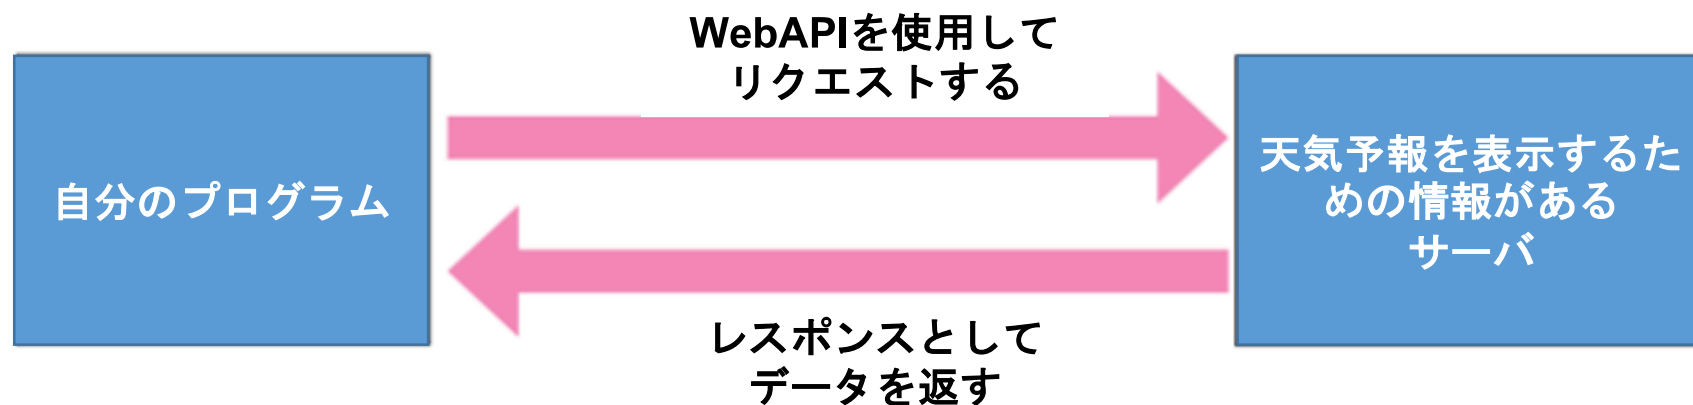 WebAPIを使用して
リクエストする
自分のプログラム
天気予報を表示するた
めの情報がある
サーバ
レスポンスとして
データを返す